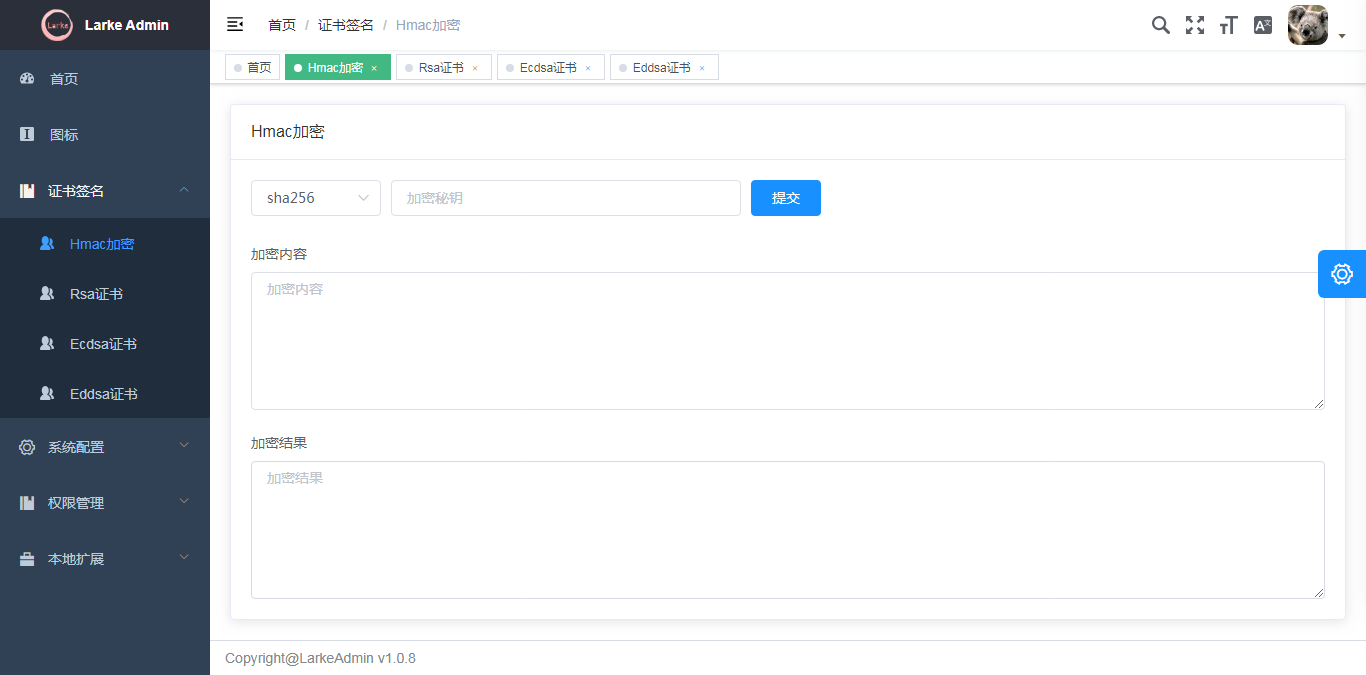 Larke
Larke Admin
首页 / 证书签名 / Hmac加密
首页
Hmac加密 ×
Rsa证书 ×
Ecdsa证书 ×
Eddsa证书 ×
首页
图标
证书签名
Hmac加密
Rsa证书
Ecdsa证书
Eddsa证书
系统配置
权限管理
本地扩展
Hmac加密
sha256
加密秘钥
提交
加密内容
加密内容
加密结果
加密结果
Copyright@LarkeAdmin v1.0.8